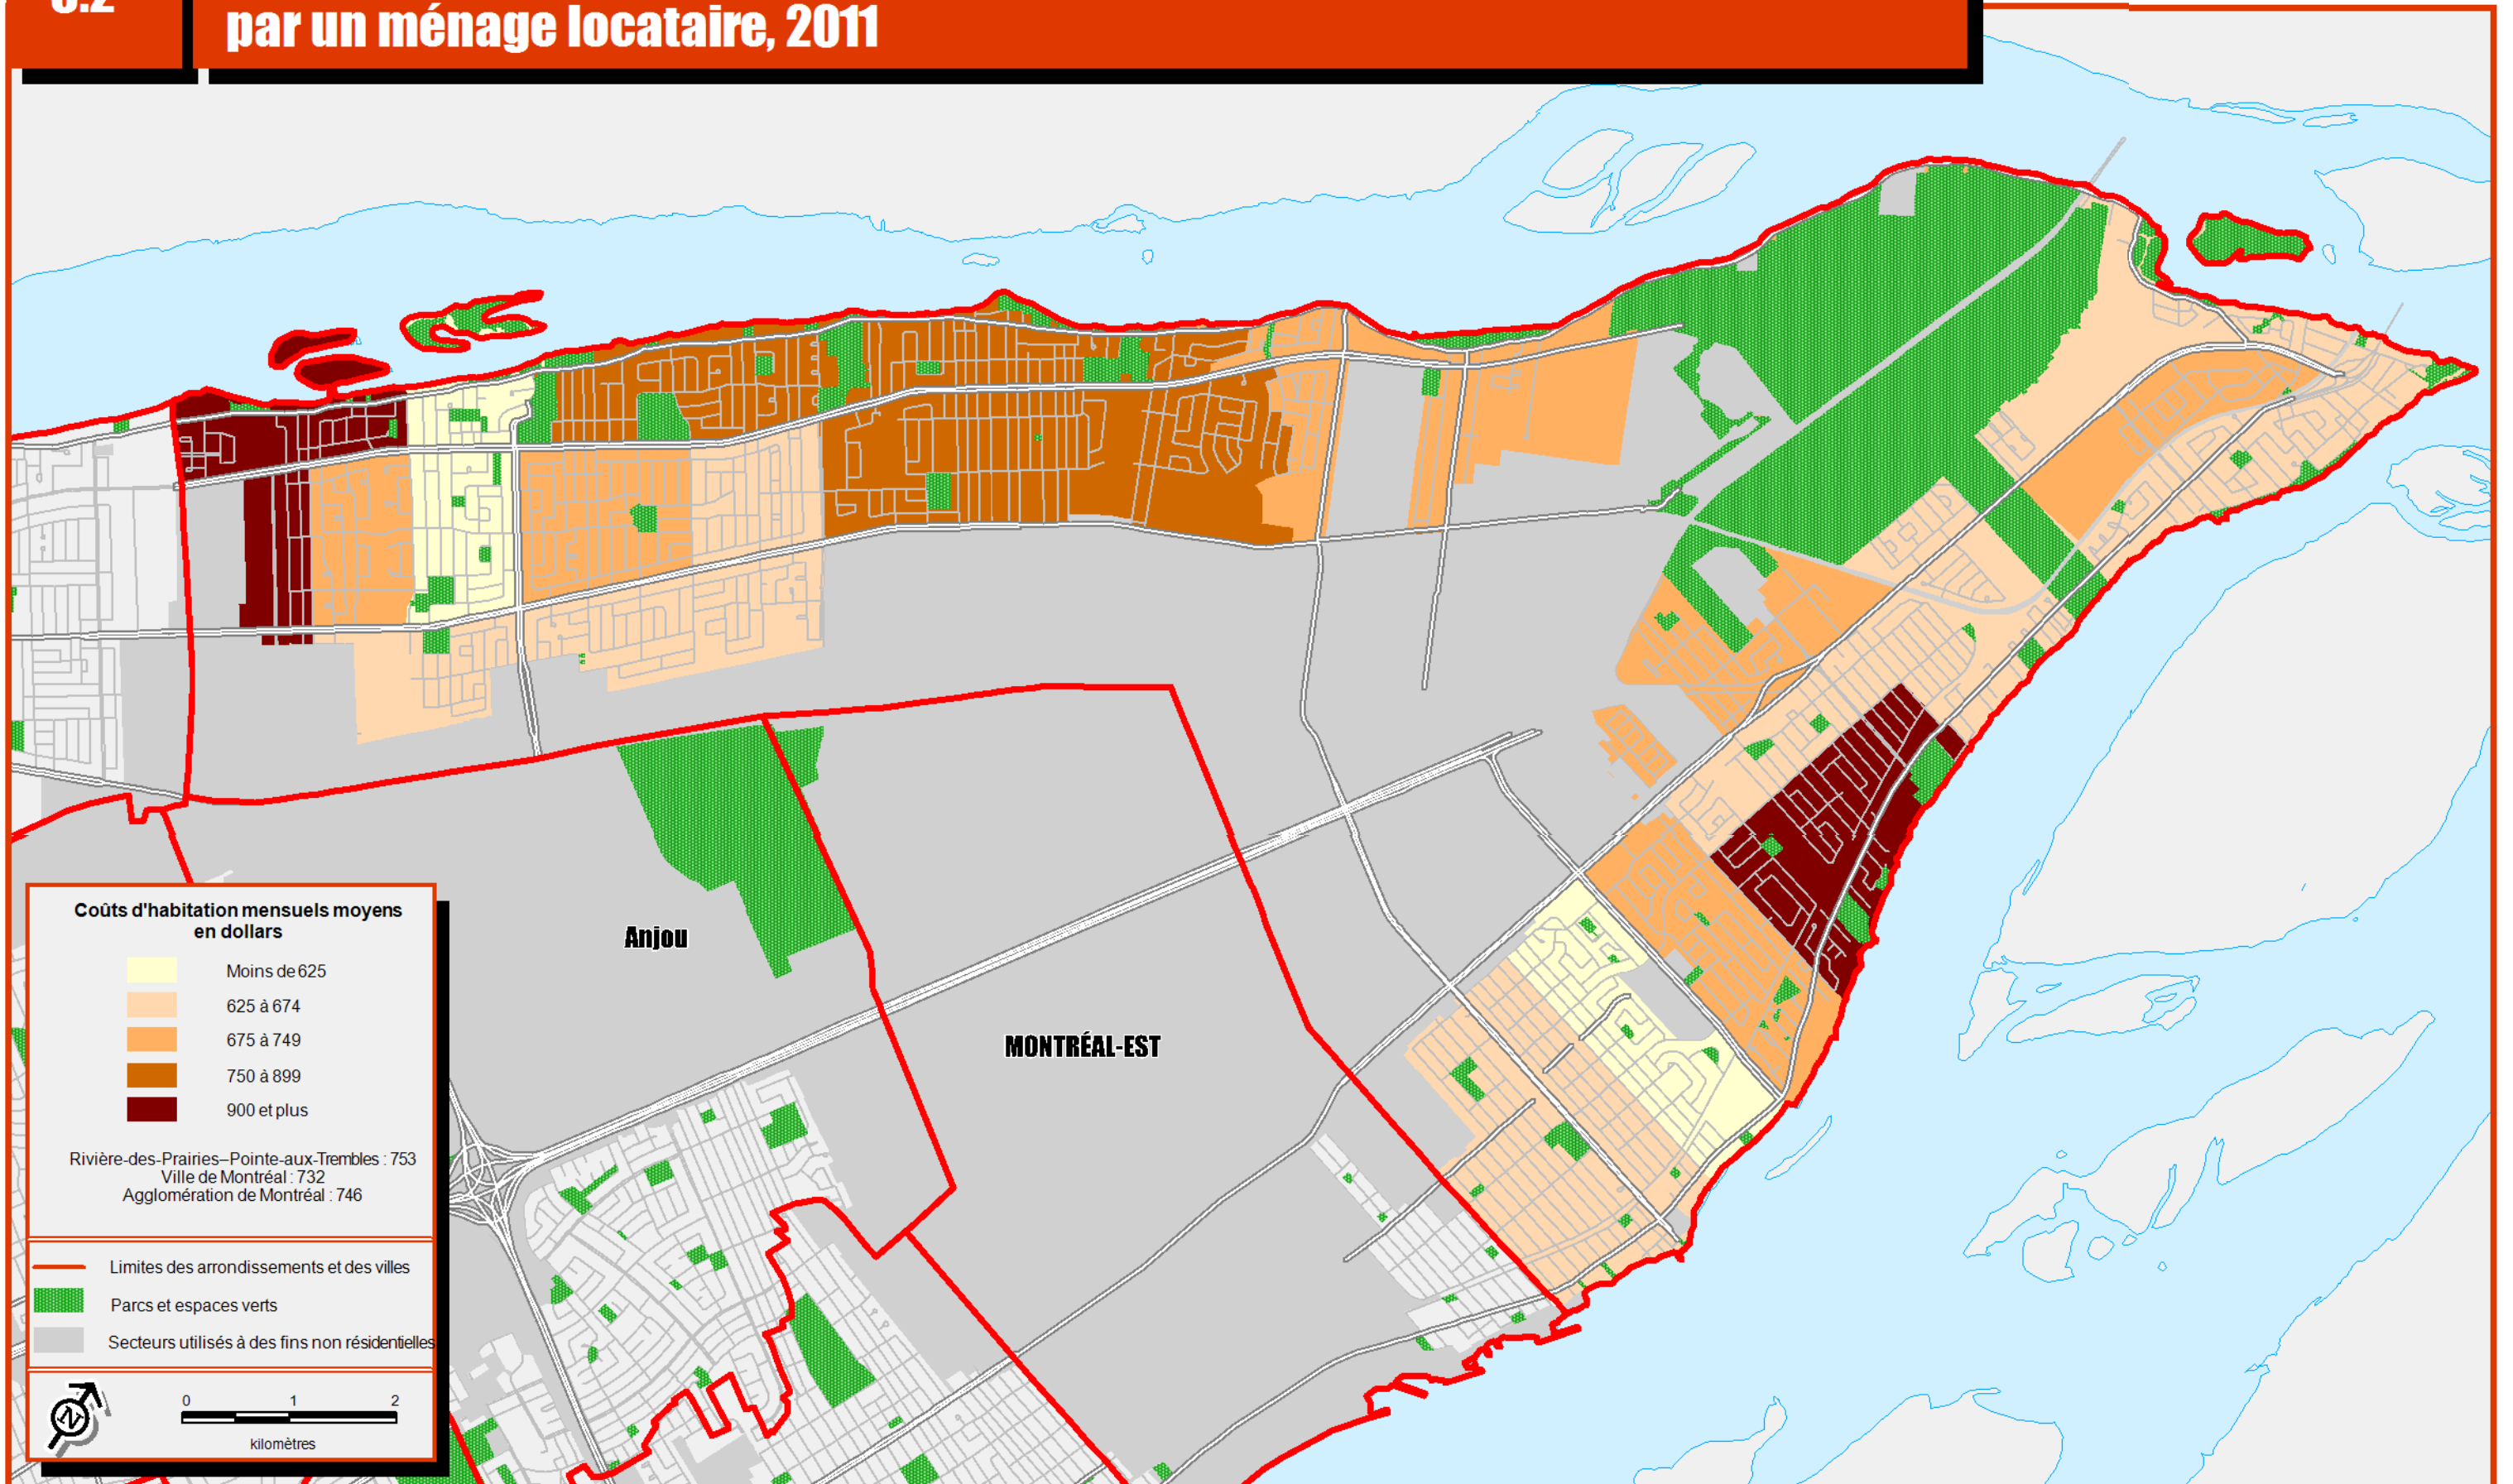 par un ménage locataire, 2011
Anjou
MONTRÉAL-EST
Coûts d'habitation mensuels moyens
en dollars
Moins de 625
625 à 674
675 à 749
750 à 899
900 et plus
Rivière-des-Prairies–Pointe-aux-Trembles : 753
Ville de Montréal : 732
Agglomération de Montréal : 746
Limites des arrondissements et des villes
Parcs et espaces verts
Secteurs utilisés à des fins non résidentielles
N
0 1 2
kilomètres